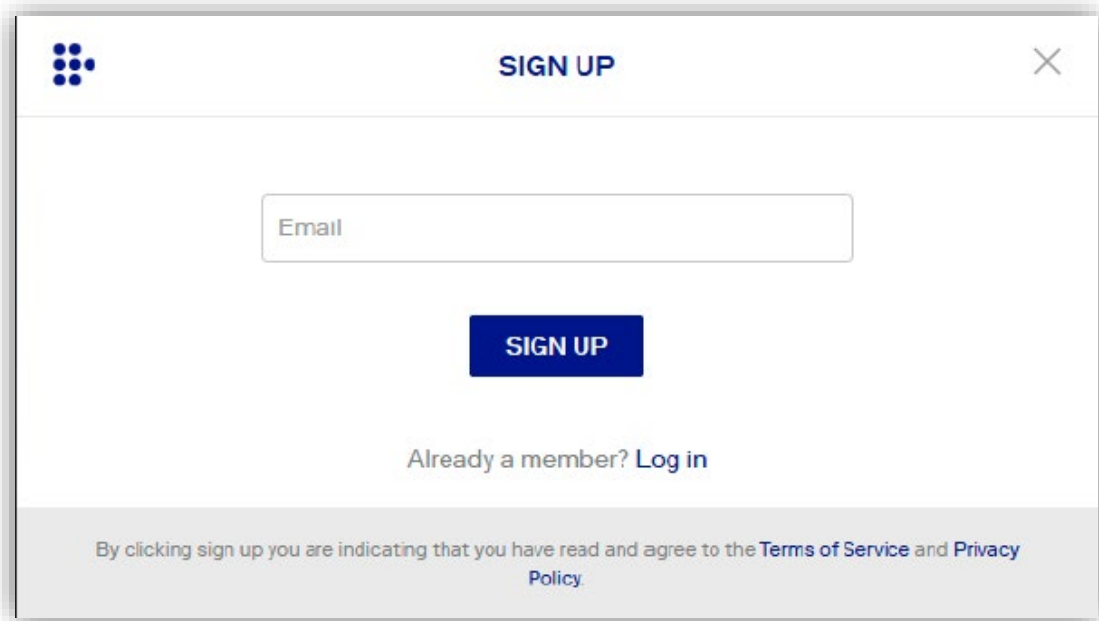 SIGN UP
Email
SIGN UP
Already a member? Log in
By clicking sign up you are indicating that you have read and agree to the Terms of Service and Privacy
Policy.